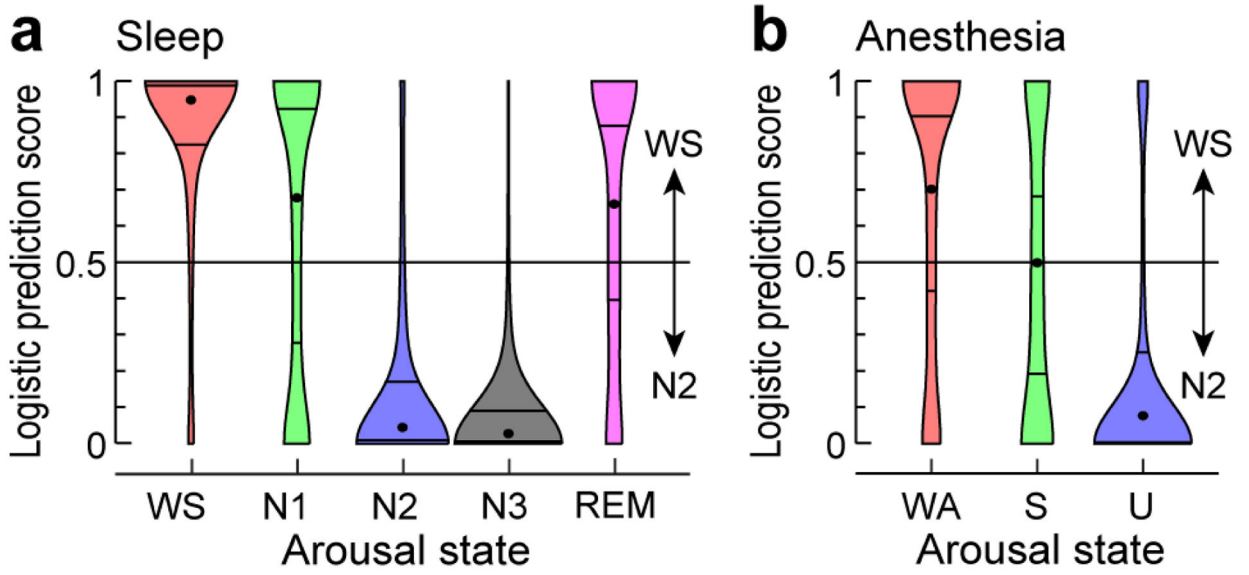 a Sleep
Logistic prediction score
1
0.5
0
WS
N2
WS N1 N2 N3 REM
Arousal state
b Anesthesia
Logistic prediction score
1
0.5
0
WS
N2
WA S U
Arousal state